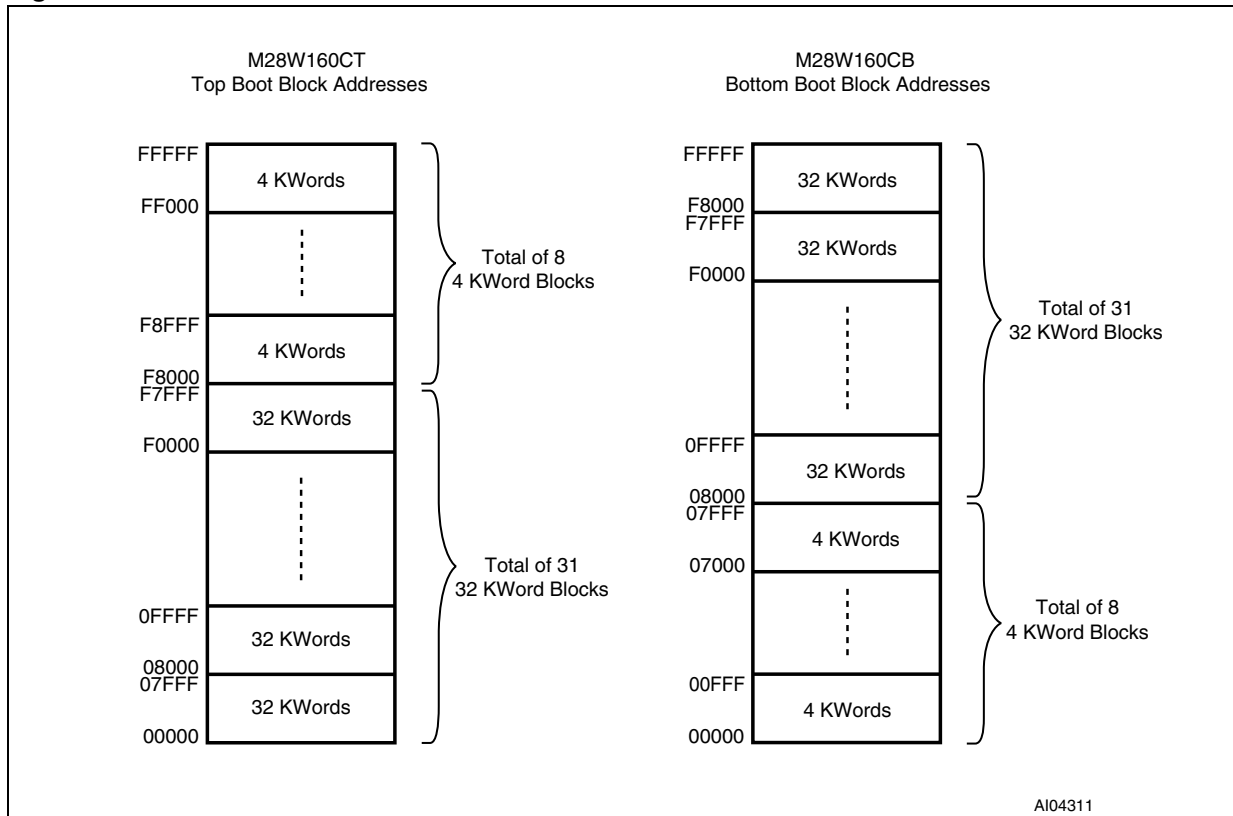 M28W160CT
Top Boot Block Addresses
FFFFF
4 KWords
FF000
Total of 8
4 KWord Blocks
F8FFF
4 KWords
F8000
F7FFF
32 KWords
F0000
Total of 31
32 KWord Blocks
0FFFF
32 KWords
08000
07FFF
32 KWords
00000
M28W160CB
Bottom Boot Block Addresses
FFFFF
32 KWords
F8000
F7FFF
32 KWords
F0000
Total of 31
32 KWord Blocks
0FFFF
32 KWords
08000
07FFF
4 KWords
07000
Total of 8
4 KWord Blocks
00FFF
4 KWords
00000
AI04311